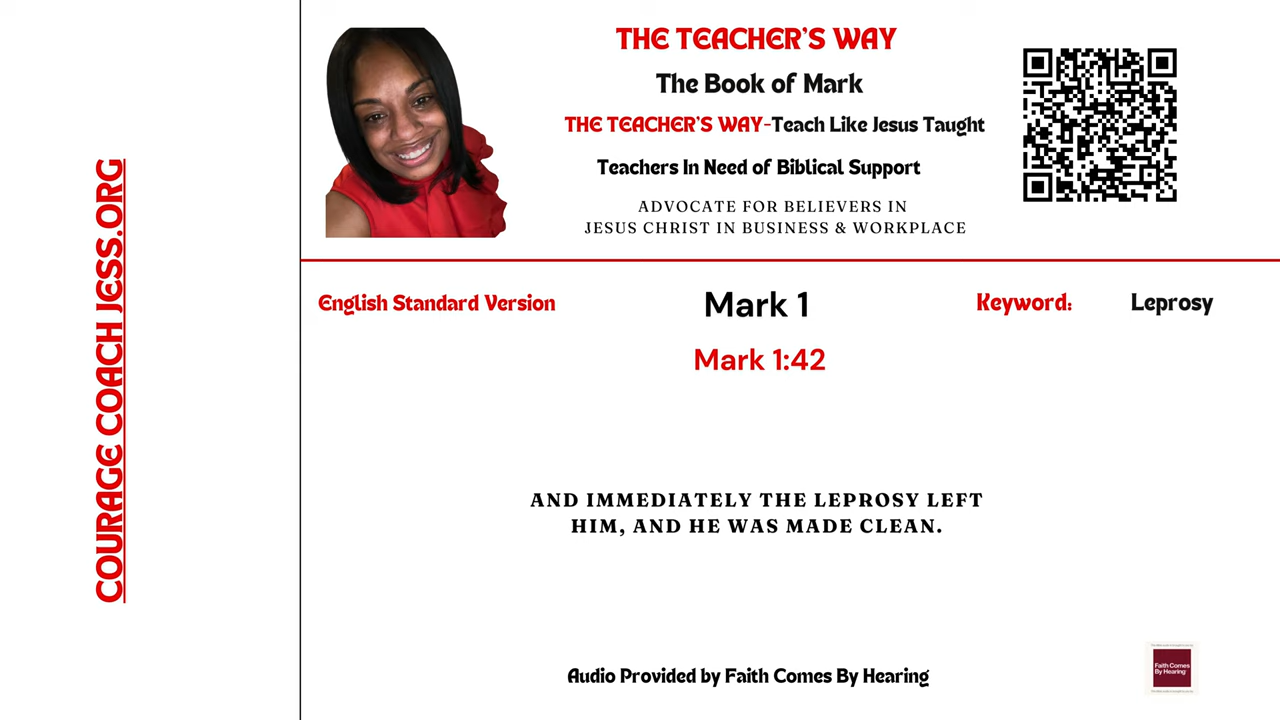 COURAGE COACH JESS.ORG
THE TEACHER'S WAY
The Book of Mark
THE TEACHER'S WAY-Teach Like Jesus Taught
Teachers In Need of Biblical Support
ADVOCATE FOR BELIEVERS IN
JESUS CHRIST IN BUSINESS & WORKPLACE
English Standard Version
Mark 1
Keyword:
Leprosy
Mark 1:42
AND IMMEDIATELY THE LEPROSY LEFT
HIM, AND HE WAS MADE CLEAN.
Audio Provided by Faith Comes By Hearing
Faith Comes
By Hearing